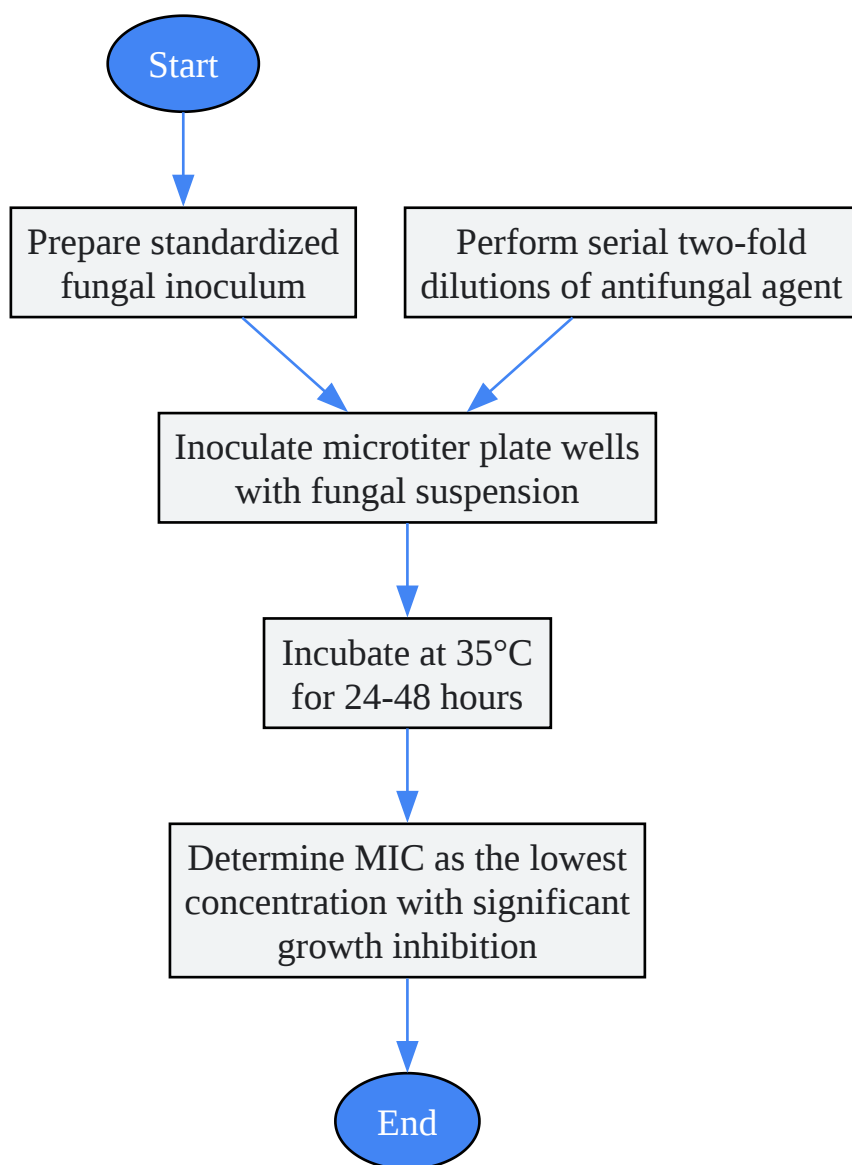 Start
Prepare standardized
fungal inoculum
Perform serial two-fold
dilutions of antifungal agent
Inoculate microtiter plate wells
with fungal suspension
Incubate at 35°C
for 24-48 hours
Determine MIC as the lowest
concentration with significant
growth inhibition
End